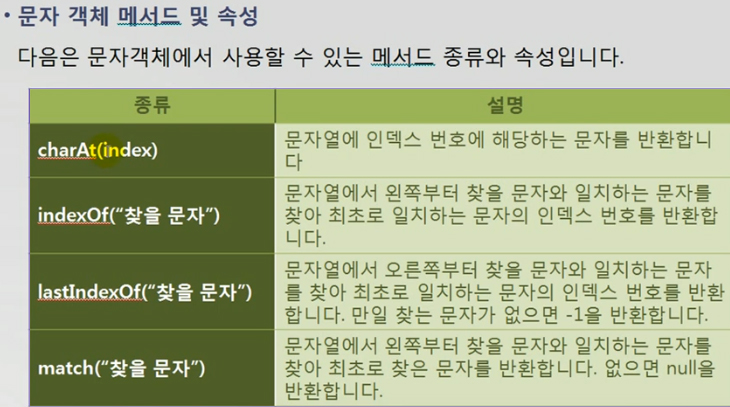 • 문자 객체 메서드 및 속성
다음은 문자객체에서 사용할 수 있는 메서드 종류와 속성입니다.
종류
설명
charAt(index)
문자열에 인덱스 번호에 해당하는 문자를 반환합니
다
indexOf(“찾을 문자”)
문자열에서 왼쪽부터 찾을 문자와 일치하는 문자를
찾아 최초로 일치하는 문자의 인덱스 번호를 반환합
니다.
lastIndexOf(“찾을 문자”)
문자열에서 오른쪽부터 찾을 문자와 일치하는 문자
를 찾아 최초로 일치하는 문자의 인덱스 번호를 반환
합니다. 만일 찾는 문자가 없으면 -1을 반환합니다.
match(“찾을 문자”)
문자열에서 왼쪽부터 찾을 문자와 일치하는 문자를
찾아 최초로 찾은 문자를 반환합니다. 없으면 null을
반환합니다.